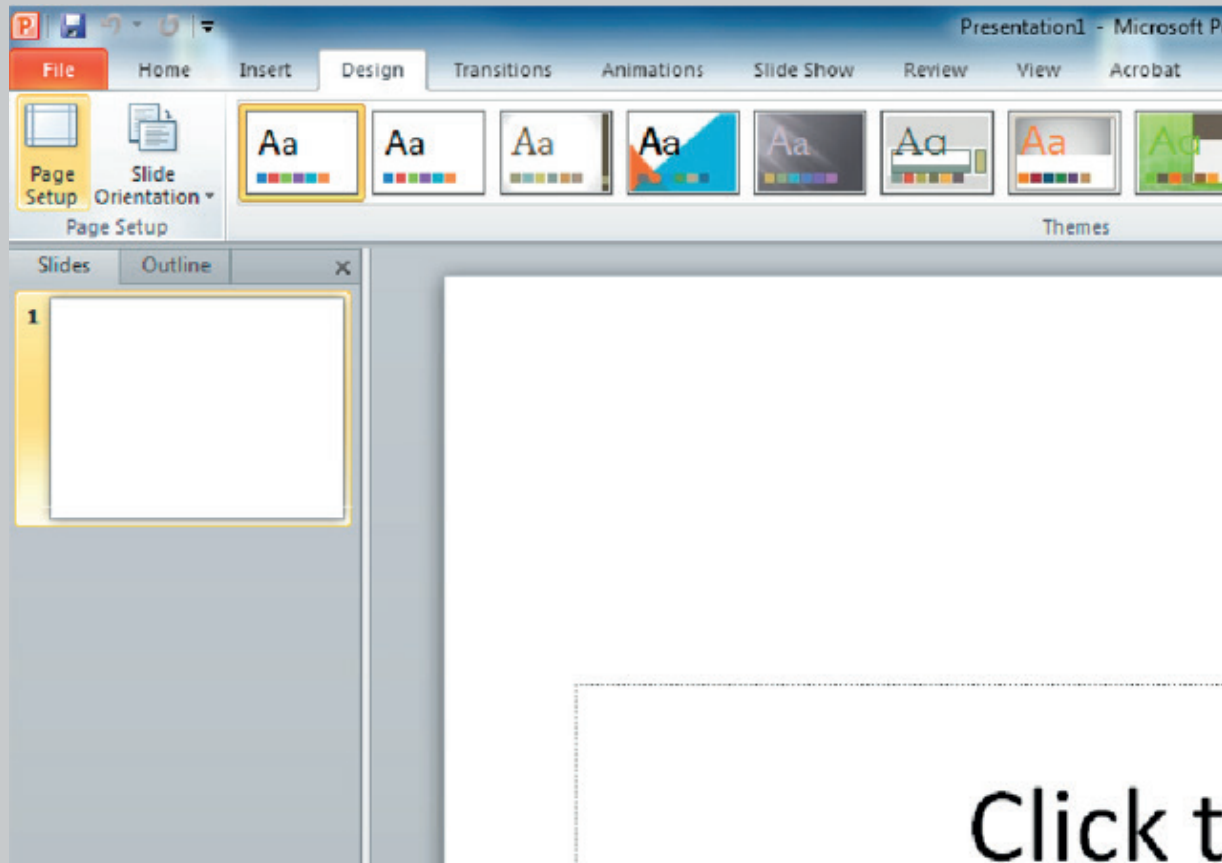 Presentation1 - Microsoft P
File Home Insert Design Transitions Animations Slide Show Review View Acrobat
Aa Aa Aa Aa Aa Aa Aa Aa
Page Setup
Slide Orientation
Page Setup
Themes
Slides Outline
1
Click t